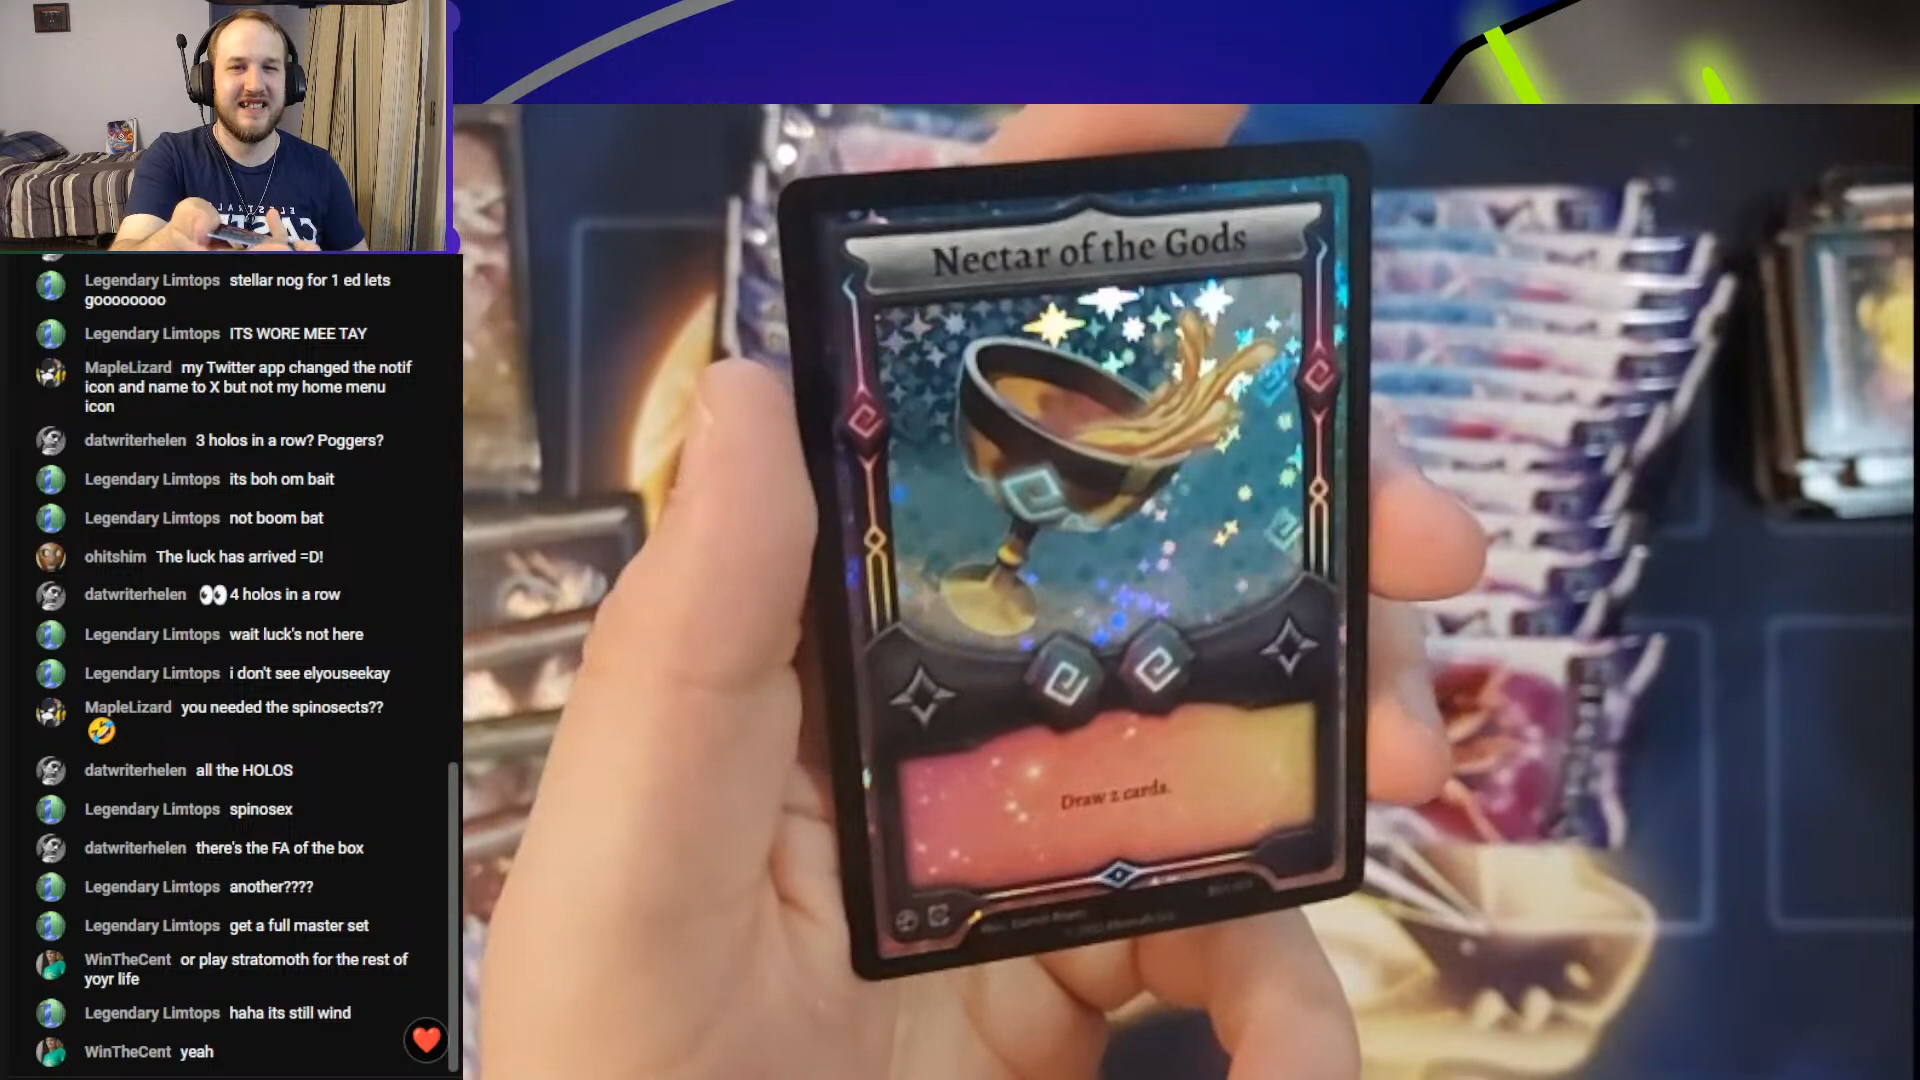 Legendary Limtops stellar nog for 1 ed lets
goooooooo
Legendary Limtops ITS WORE MEE TAY
MapleLizard my Twitter app changed the notif
icon and name to X but not my home menu
icon
datwriterhelen 3 holos in a row? Poggers?
Legendary Limtops its boh om bait
Legendary Limtops not boom bat
ohitshim The luck has arrived =D!
datwriterhelen 👀 4 holos in a row
Legendary Limtops wait luck's not here
Legendary Limtops i don't see elyouseekay
MapleLizard you needed the spinosects??
🤣
datwriterhelen all the HOLOS
Legendary Limtops spinosex
datwriterhelen there's the FA of the box
Legendary Limtops another????
Legendary Limtops get a full master set
WinTheCent or play stratomoth for the rest of
yoyr life
Legendary Limtops haha its still wind
WinTheCent yeah
Nectar of the Gods
Draw 2 cards.